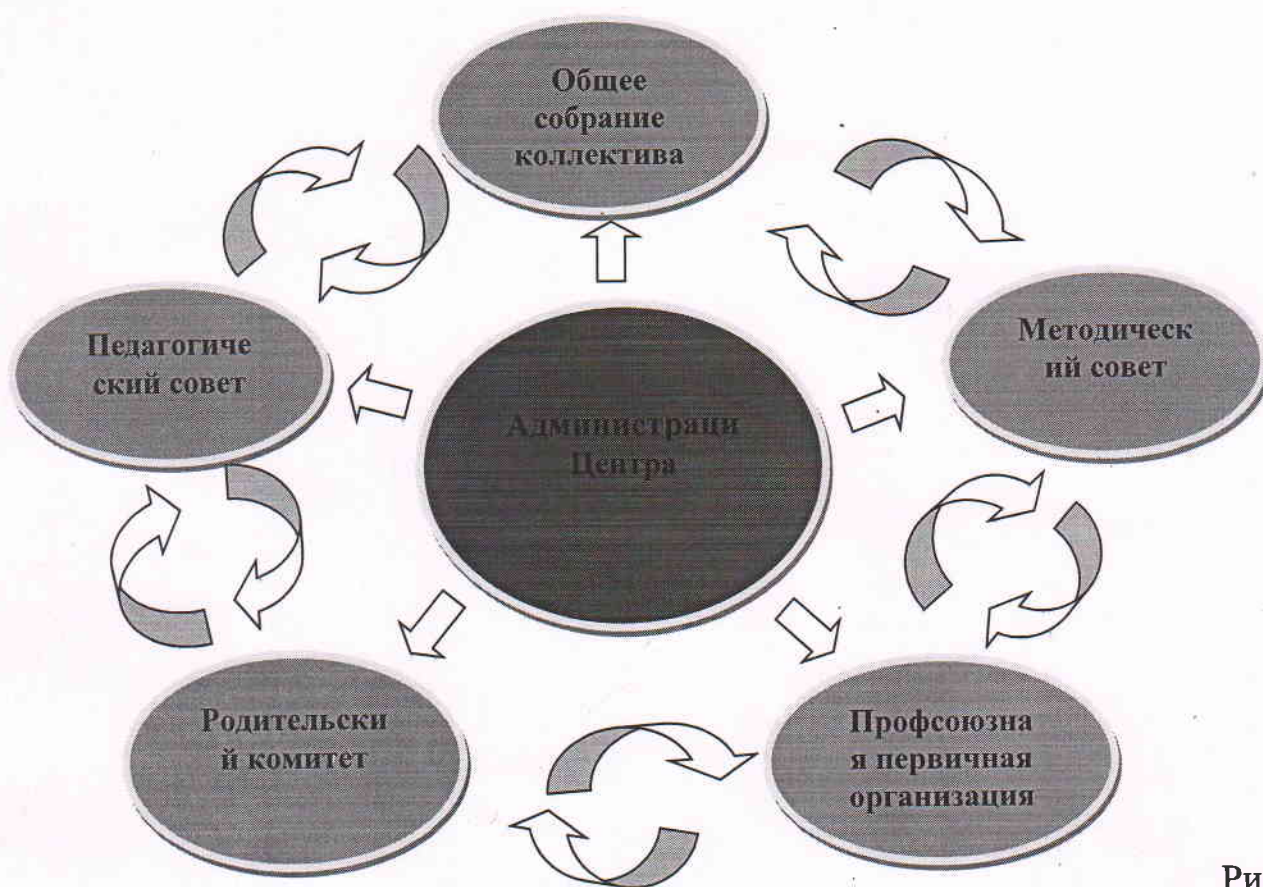 Общее
собрание
коллектива
Педагогиче
ский совет
Методическ
ий совет
Администраци
Центра
Родительски
й комитет
Профсоюзна
я первичная
организация
Ри